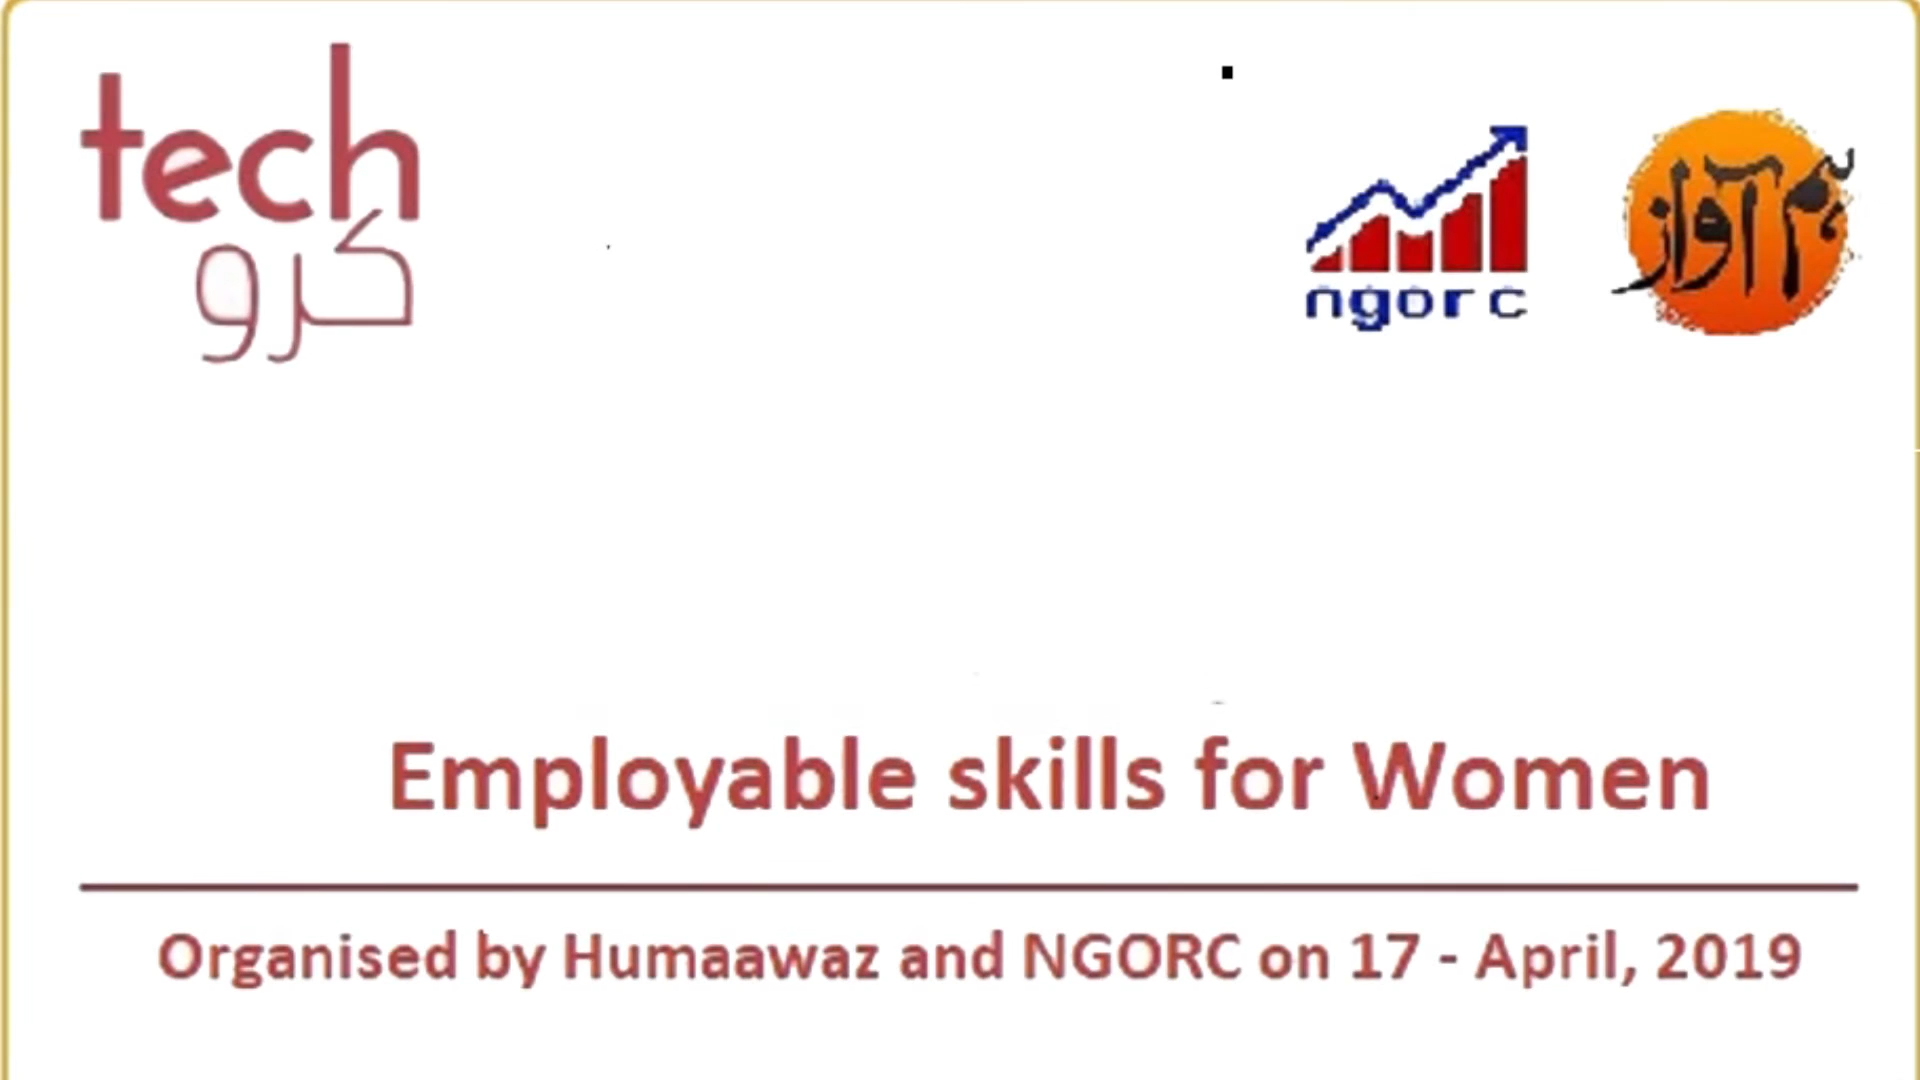 tech
کرو
ngorc
ہم آواز
Employable skills for Women
Organised by Humaawaz and NGORC on 17 - April, 2019